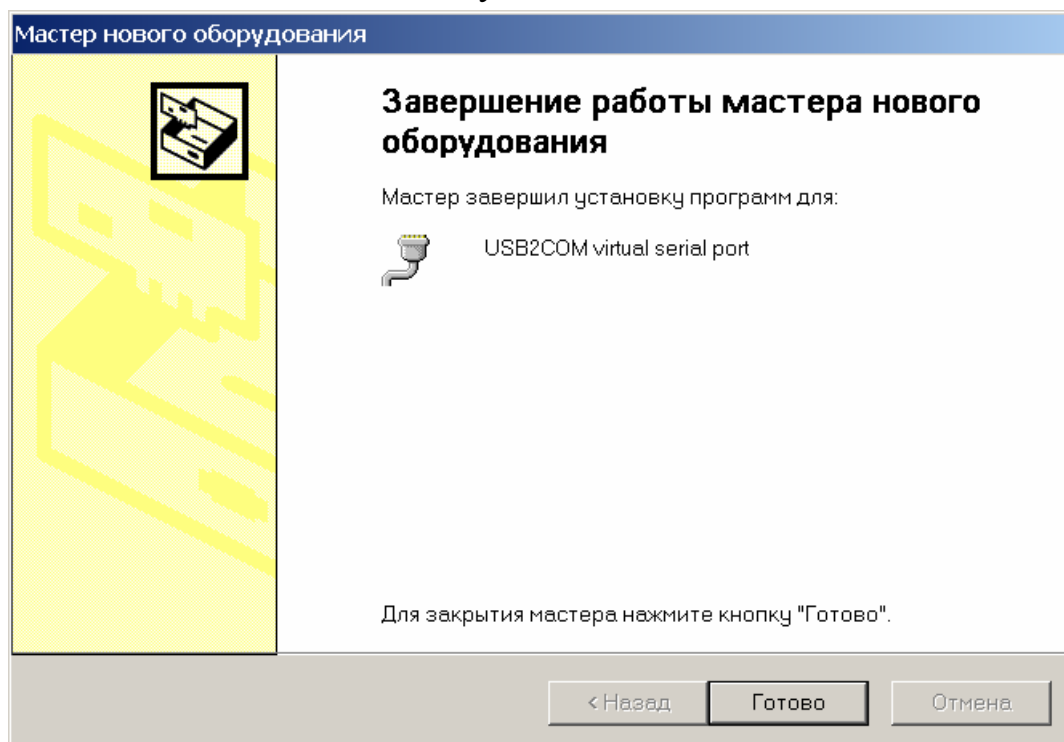 Мастер нового оборудования
Завершение работы мастера нового
оборудования
Мастер завершил установку программ для:
USB2COM virtual serial port
Для закрытия мастера нажмите кнопку "Готово".
< Назад
Готово
Отмена